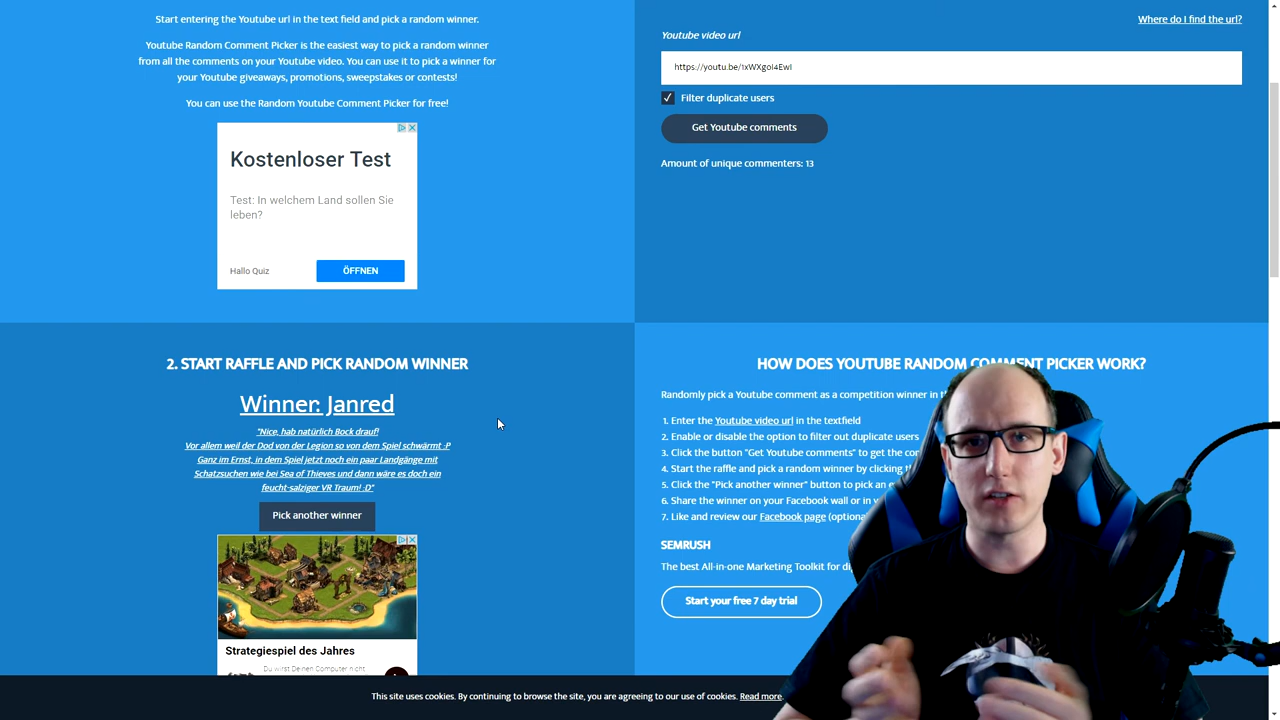 Start entering the Youtube url in the text field and pick a random winner.
Youtube Random Comment Picker is the easiest way to pick a random winner
from all the comments on your Youtube video. You can use it to pick a winner for
your Youtube giveaways, promotions, sweepstakes or contests!
You can use the Random Youtube Comment Picker for free!
Kostenloser Test
Test: In welchem Land sollen Sie
leben?
Hallo Quiz
ÖFFNEN
Where do I find the url?
Youtube video url
https://youtu.be/1xWXgoI4EwI
Filter duplicate users
Get Youtube comments
Amount of unique commenters: 13
2. START RAFFLE AND PICK RANDOM WINNER
Winner: Janred
"Nice, hab natürlich Bock drauf!
Vor allem weil der Dod von der Legion so von dem Spiel schwärmt :P
Ganz im Ernst, in dem Spiel jetzt noch ein paar Landgänge mit
Schatzsuchen wie bei Sea of Thieves und dann wäre es doch ein
feucht-salziger VR Traum! :D"
Pick another winner
Strategiespiel des Jahres
Du wirst Deinen Computer nicht
HOW DOES YOUTUBE RANDOM COMMENT PICKER WORK?
Randomly pick a Youtube comment as a competition winner in
1. Enter the Youtube video url in the textfield
2. Enable or disable the option to filter out duplicate users
3. Click the button "Get Youtube comments" to get the
4. Start the raffle and pick a random winner by clicking
5. Click the "Pick another winner" button to pick an
6. Share the winner on your Facebook wall or in
7. Like and review our Facebook page
SEMRUSH
The best All-in-one Marketing Toolkit for
Start your free 7 day trial
This site uses cookies. By continuing to browse the site, you are agreeing to our use of cookies. Read more.